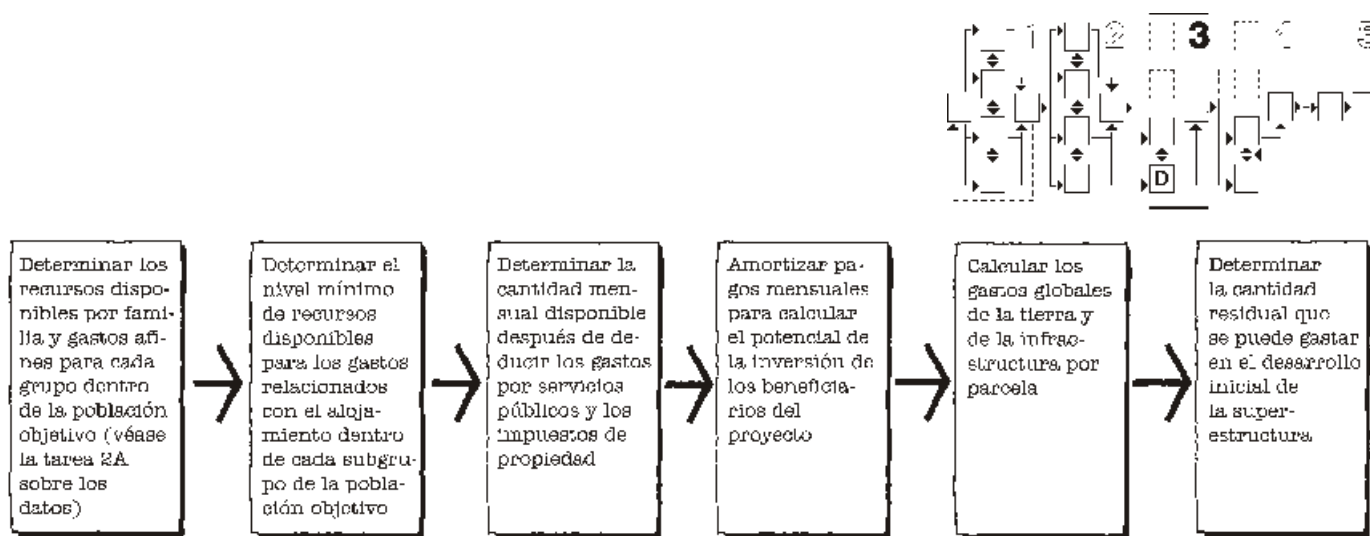 1 2 3 4 5
D
Determinar los
recursos dispo-
nibles por fami-
lia y gastos afi-
nes para cada
grupo dentro
de la población
objetivo (véase
la tarea 2A
sobre los
datos)
Determinar el
nivel mínimo
de recursos
disponibles
para los gastos
relacionados
con el aloja-
miento dentro
de cada subgru-
po de la pobla-
ción objetivo
Determinar la
cantidad men-
sual disponible
después de de-
ducir los gastos
por servicios
públicos y los
impuestos de
propiedad
Amortizar pa-
gos mensuales
para calcular
el potencial de
la inversión de
los beneficia-
rios del
proyecto
Calcular los
gastos globales
de la tierra y
de la infrae-
structura por
parcela
Determinar
la cantidad
residual que
se puede gastar
en el desarrollo
inicial de
la super-
estructura